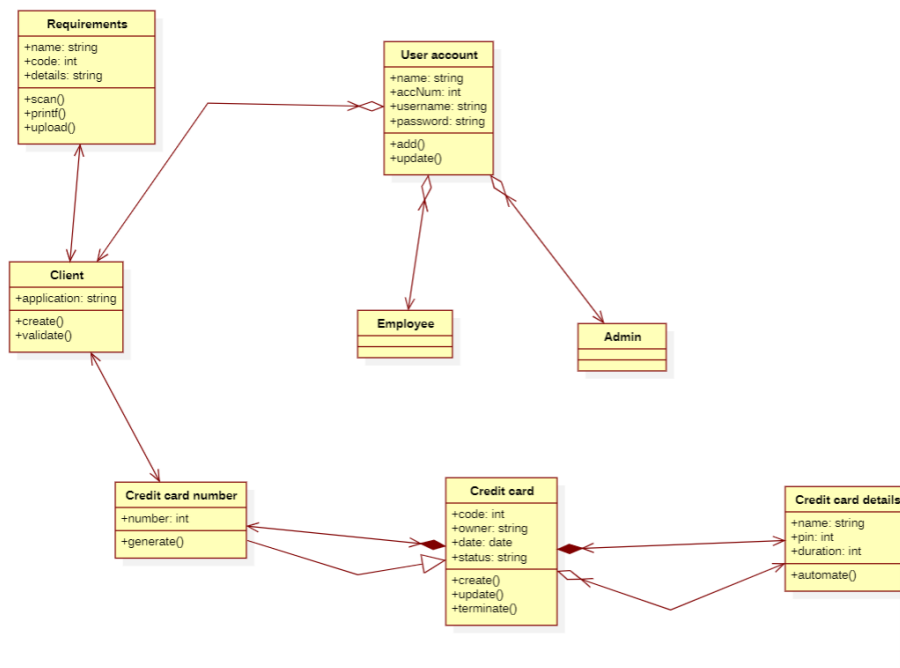 Requirements
+name: string
+code: int
+details: string
+scan()
+printf()
+upload()
User account
+name: string
+accNum: int
+username: string
+password: string
+add()
+update()
Client
+application: string
+create()
+validate()
Employee
Admin
Credit card number
+number: int
+generate()
Credit card
+code: int
+owner: string
+date: date
+status: string
+create()
+update()
+terminate()
Credit card details
+name: string
+pin: int
+duration: int
+automate()